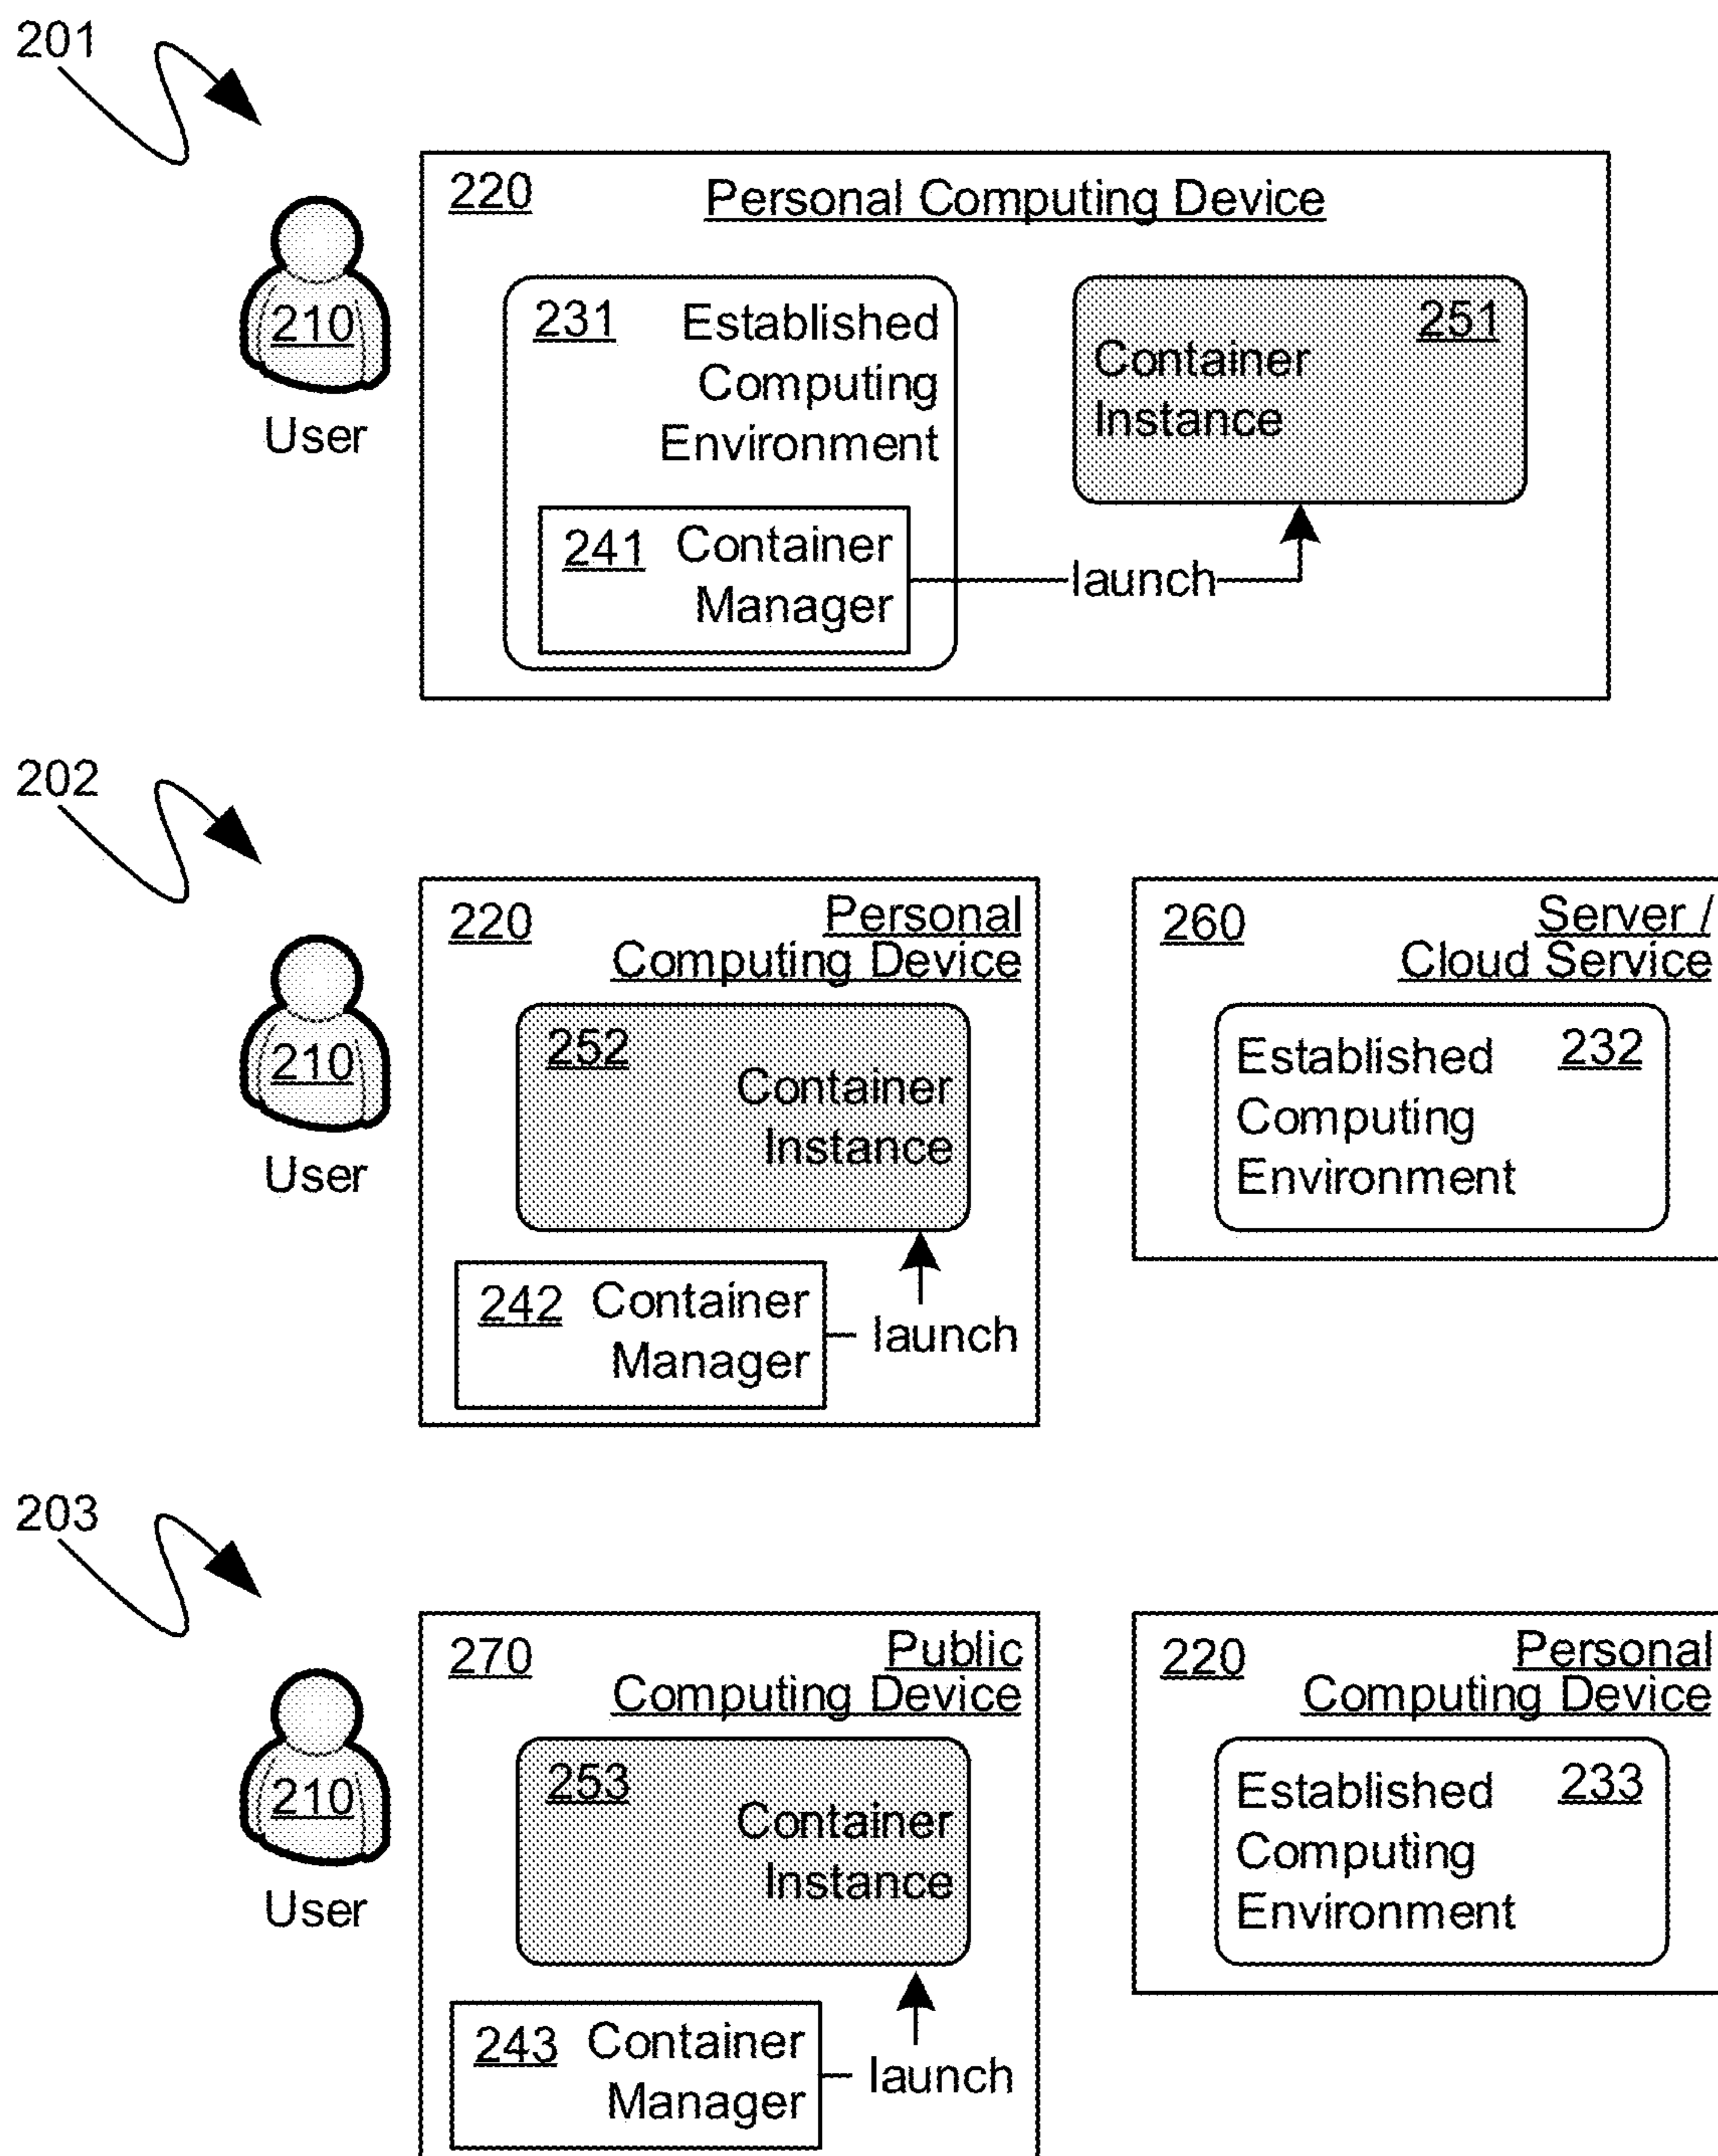 201
220 Personal Computing Device
231 Established
Computing
Environment
251
Container
Instance
210
User
241 Container
Manager
launch
202
220 Personal
Computing Device
260 Server /
Cloud Service
252
Container
Instance
232
Established
Computing
Environment
210
User
242 Container
Manager
launch
203
270 Public
Computing Device
220 Personal
Computing Device
253
Container
Instance
233
Established
Computing
Environment
210
User
243 Container
Manager
launch